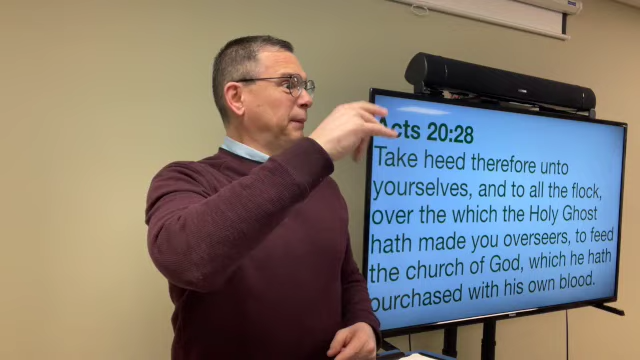 Acts 20:28
Take heed therefore unto
yourselves, and to all the flock,
over the which the Holy Ghost
hath made you overseers, to feed
the church of God, which he hath
purchased with his own blood.